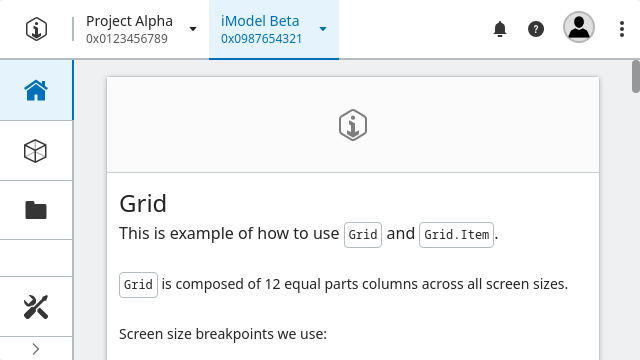 Project Alpha
0x0123456789
iModel Beta
0x0987654321
Grid
This is example of how to use Grid and Grid.Item.
Grid is composed of 12 equal parts columns across all screen sizes.
Screen size breakpoints we use: